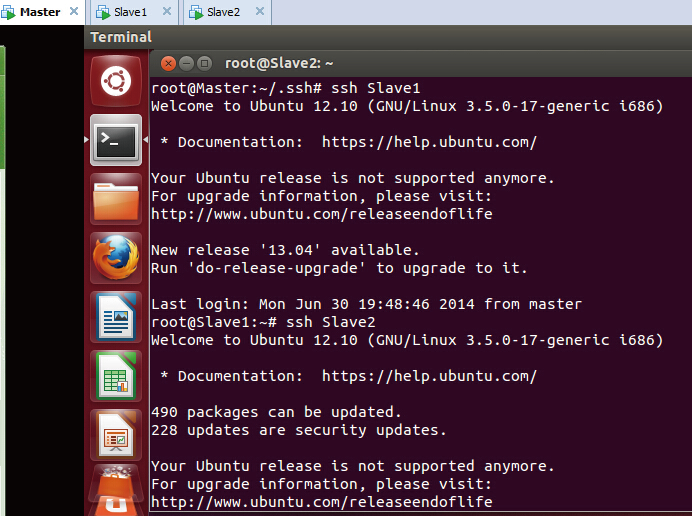 Master Slave1 Slave2
Terminal
root@Slave2: ~
root@Master:~/.ssh# ssh Slave1
Welcome to Ubuntu 12.10 (GNU/Linux 3.5.0-17-generic i686)
* Documentation:  https://help.ubuntu.com/
Your Ubuntu release is not supported anymore.
For upgrade information, please visit:
http://www.ubuntu.com/releaseendoflife
New release '13.04' available.
Run 'do-release-upgrade' to upgrade to it.
Last login: Mon Jun 30 19:48:46 2014 from master
root@Slave1:~# ssh Slave2
Welcome to Ubuntu 12.10 (GNU/Linux 3.5.0-17-generic i686)
* Documentation:  https://help.ubuntu.com/
490 packages can be updated.
228 updates are security updates.
Your Ubuntu release is not supported anymore.
For upgrade information, please visit:
http://www.ubuntu.com/releaseendoflife